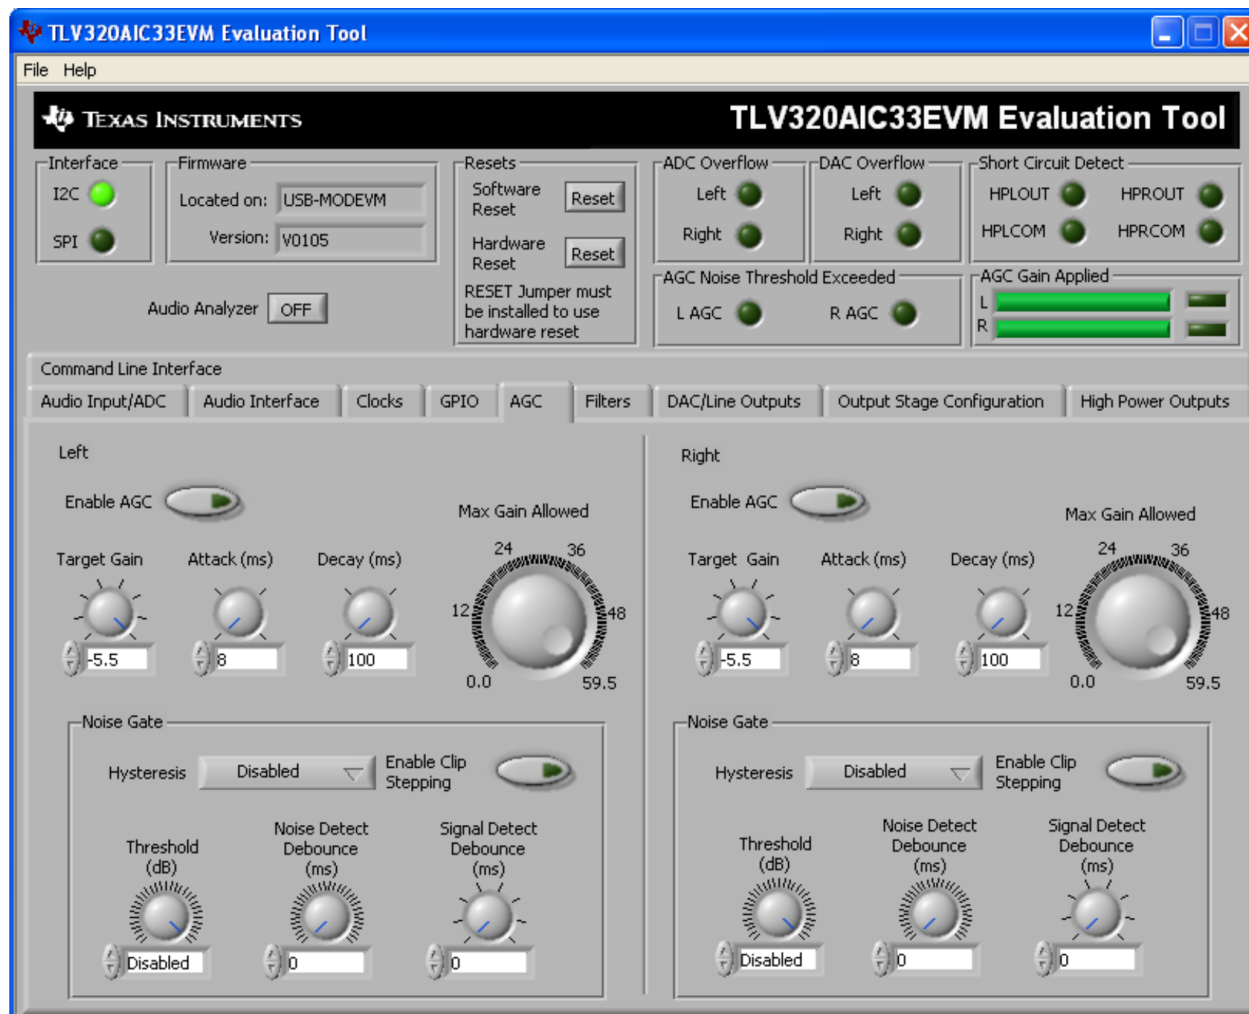 TLV320AIC33EVM Evaluation Tool
File Help
TEXAS INSTRUMENTS
TLV320AIC33EVM Evaluation Tool
Interface
I2C
SPI
Firmware
Located on: USB-MODEVM
Version: V0105
Audio Analyzer OFF
Resets
Software
Reset
Reset
Hardware
Reset
Reset
RESET Jumper must
be installed to use
hardware reset
ADC Overflow
Left
Right
DAC Overflow
Left
Right
Short Circuit Detect
HPLOUT HPROUT
HPLCOM HPRCOM
AGC Noise Threshold Exceeded
L AGC R AGC
AGC Gain Applied
L
R
Command Line Interface
Audio Input/ADC Audio Interface Clocks GPIO AGC Filters DAC/Line Outputs Output Stage Configuration High Power Outputs
Left
Enable AGC
Target Gain Attack (ms) Decay (ms)
-5.5 8 100
Max Gain Allowed
24 36
12 48
0.0 59.5
Noise Gate
Hysteresis Disabled
Enable Clip
Stepping
Threshold
(dB)
Disabled
Noise Detect
Debounce
(ms)
0
Signal Detect
Debounce
(ms)
0
Right
Enable AGC
Target Gain Attack (ms) Decay (ms)
-5.5 8 100
Max Gain Allowed
24 36
12 48
0.0 59.5
Noise Gate
Hysteresis Disabled
Enable Clip
Stepping
Threshold
(dB)
Disabled
Noise Detect
Debounce
(ms)
0
Signal Detect
Debounce
(ms)
0